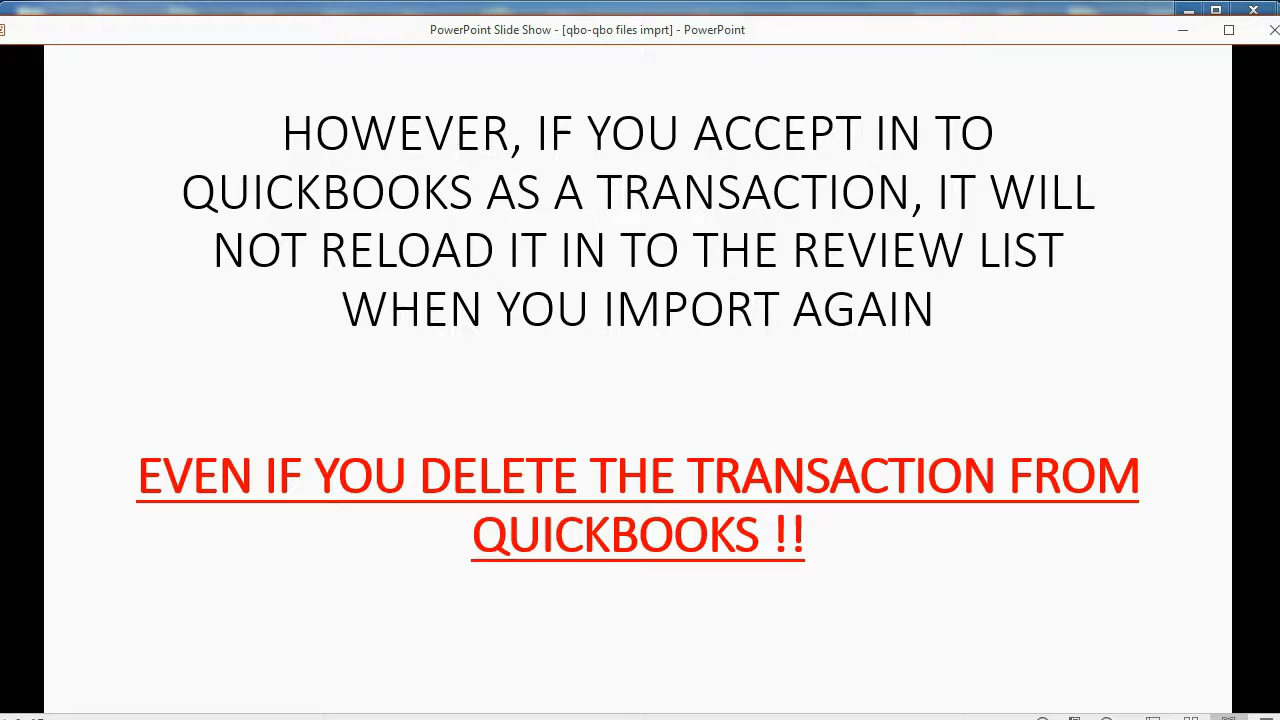 PowerPoint Slide Show - [qbo-qbo files imprt] - PowerPoint
HOWEVER, IF YOU ACCEPT IN TO
QUICKBOOKS AS A TRANSACTION, IT WILL
NOT RELOAD IT IN TO THE REVIEW LIST
WHEN YOU IMPORT AGAIN
EVEN IF YOU DELETE THE TRANSACTION FROM
QUICKBOOKS !!